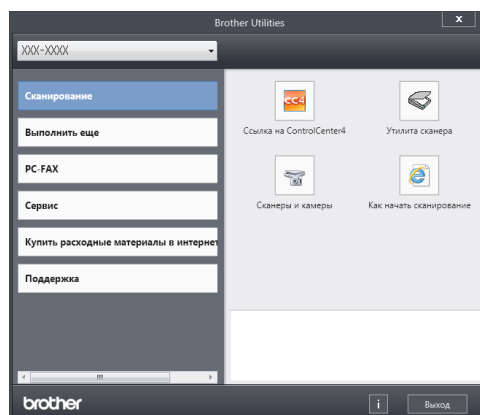 Brother Utilities
X
XXX-XXXX
Сканирование
Выполнить еще
PC-FAX
Сервис
Купить расходные материалы в интернет
Поддержка
CC4
Ссылка на ControlCenter4
Утилита сканера
Сканеры и камеры
Как начать сканирование
brother
i
Выход